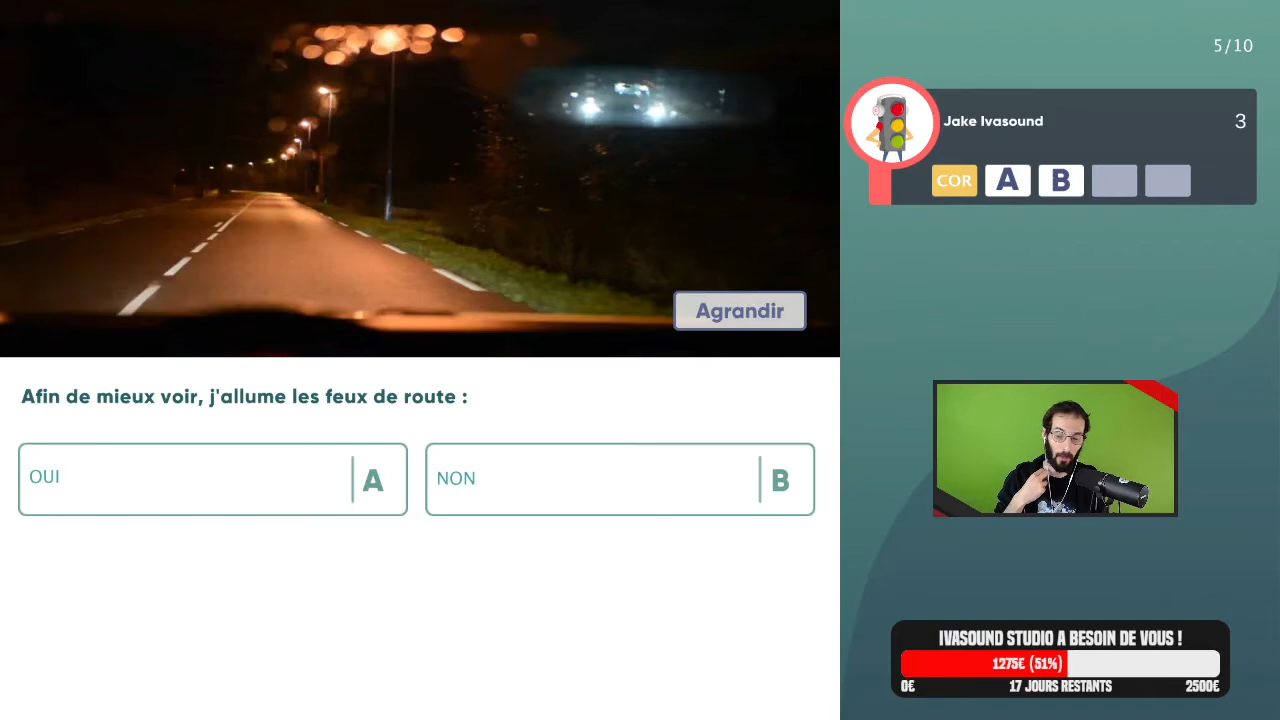 5/10
Jake Ivasound
3
COR A B
Agrandir
Afin de mieux voir, j'allume les feux de route :
OUI A
NON B
IVASOUND STUDIO A BESOIN DE VOUS !
1275€ (51%)
0€ 17 JOURS RESTANTS 2500€